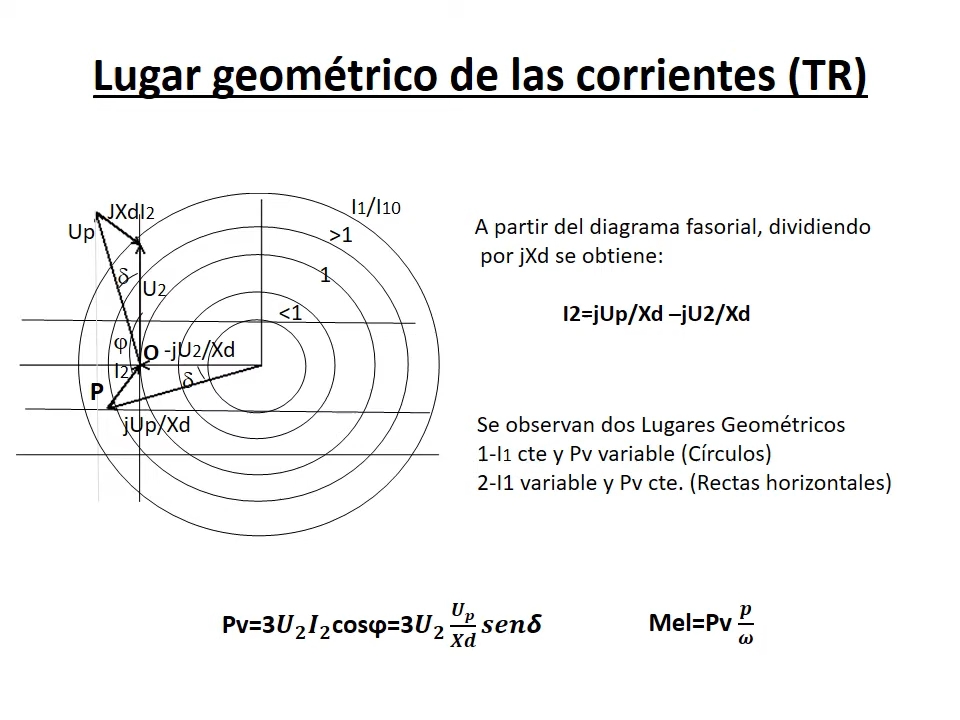 Lugar geométrico de las corrientes (TR)
JXdI2
Up
I1/I10
>1
δ
1
U2
<1
φ
O -jU2/Xd
I2
δ
P
jUp/Xd
A partir del diagrama fasorial, dividiendo
por jXd se obtiene:
I2=jUp/Xd –jU2/Xd
Se observan dos Lugares Geométricos
1-I1 cte y Pv variable (Círculos)
2-I1 variable y Pv cte. (Rectas horizontales)
Pv=3U₂I₂cosφ=3U₂ Up/Xd senδ
Mel=Pv p/ω